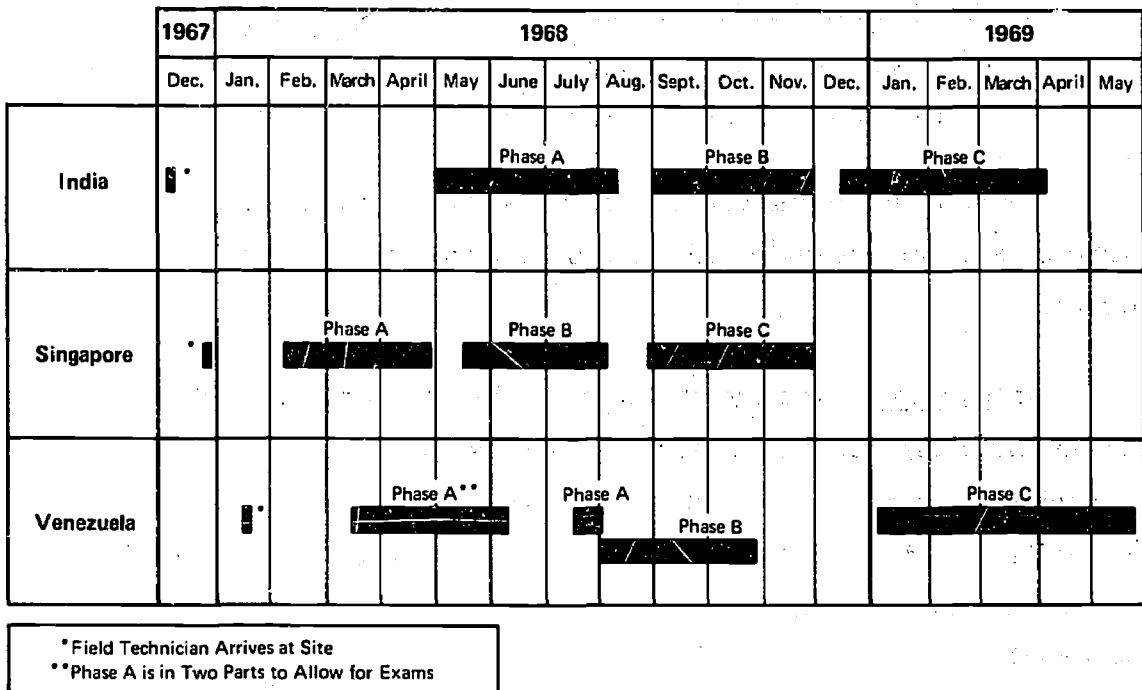 1967 1968 1969
Dec. Jan. Feb. March April May June July Aug. Sept. Oct. Nov. Dec. Jan. Feb. March April May
Phase A Phase B Phase C
India *
Phase A Phase B Phase C
Singapore *
Phase A** Phase A Phase C
Venezuela * Phase B
*Field Technician Arrives at Site
**Phase A is in Two Parts to Allow for Exams